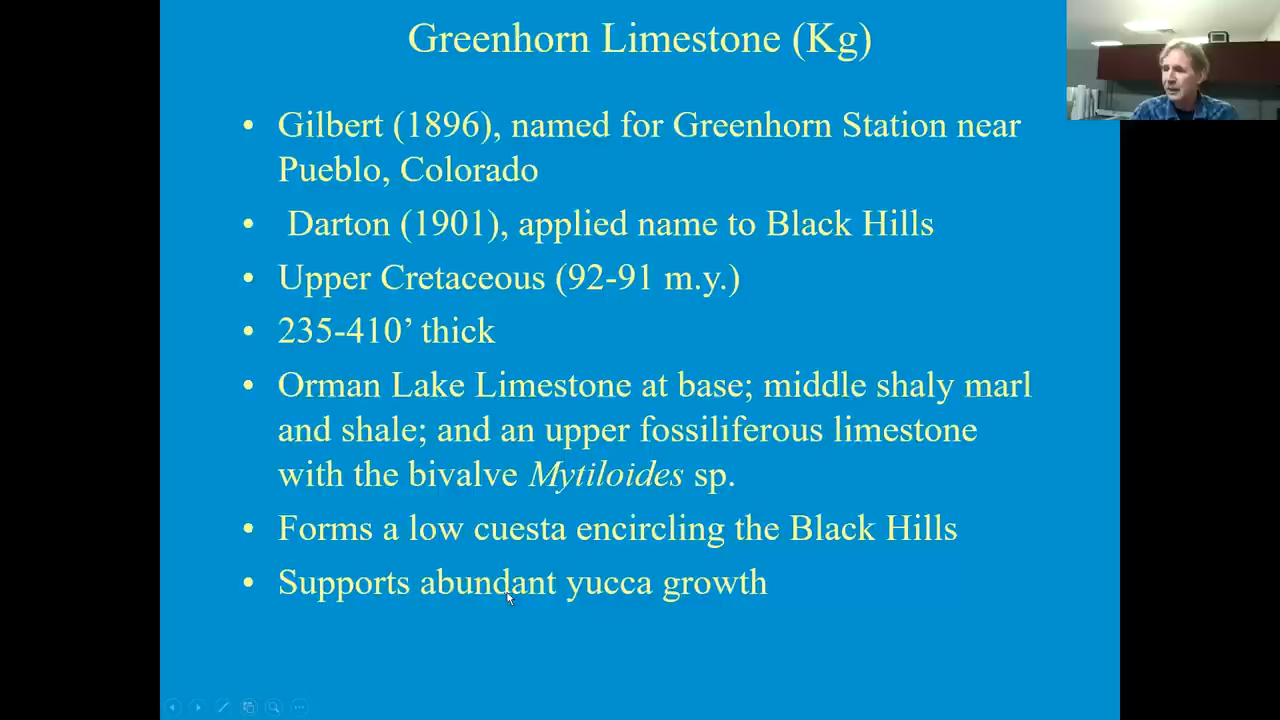 Greenhorn Limestone (Kg)
• Gilbert (1896), named for Greenhorn Station near
Pueblo, Colorado
• Darton (1901), applied name to Black Hills
• Upper Cretaceous (92-91 m.y.)
• 235-410’ thick
• Orman Lake Limestone at base; middle shaly marl
and shale; and an upper fossiliferous limestone
with the bivalve Mytiloides sp.
• Forms a low cuesta encircling the Black Hills
• Supports abundant yucca growth